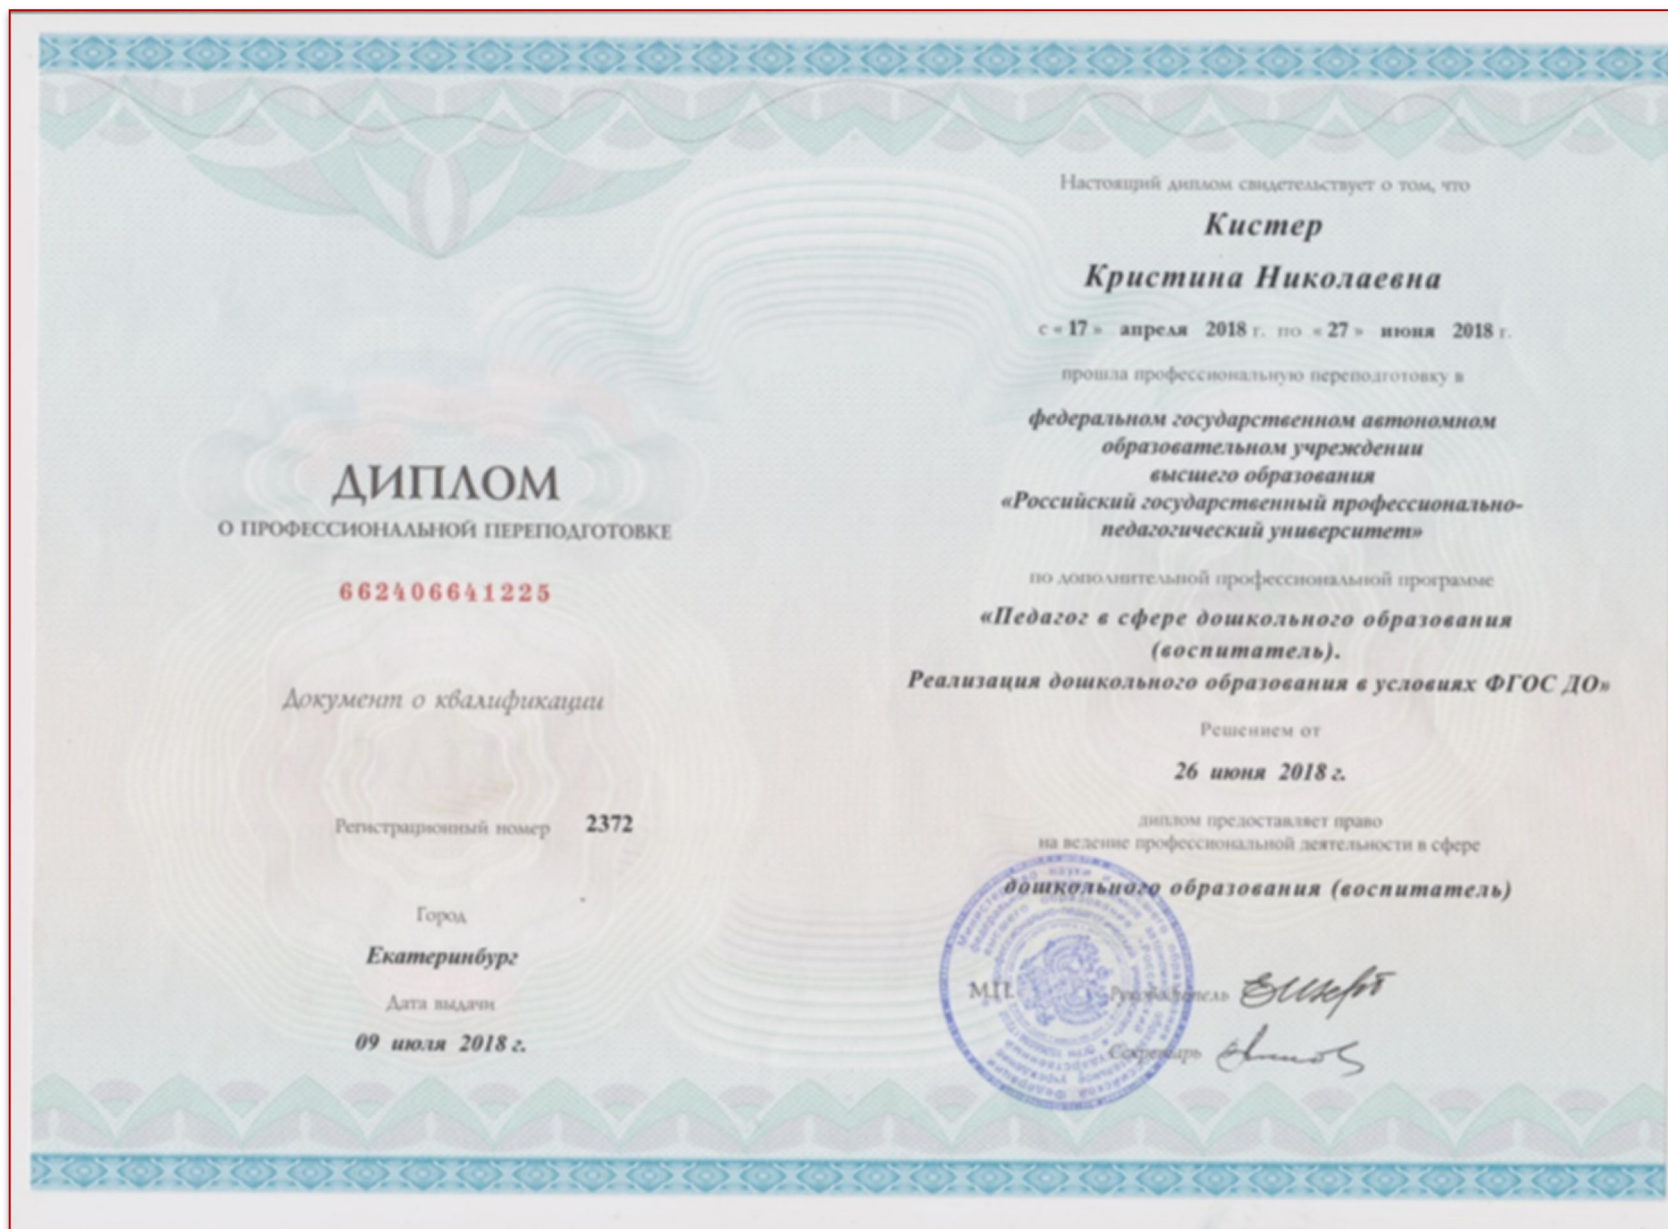 ДИПЛОМ
О ПРОФЕССИОНАЛЬНОЙ ПЕРЕПОДГОТОВКЕ
662406641225
Документ о квалификации
Регистрационный номер 2372
Город
Екатеринбург
Дата выдачи
09 июля 2018 г.
Настоящий диплом свидетельствует о том, что
Кистер
Кристина Николаевна
с « 17 » апреля 2018 г. по « 27 » июня 2018 г.
прошла профессиональную переподготовку в
федеральном государственном автономном
образовательном учреждении
высшего образования
«Российский государственный профессионально-
педагогический университет»
по дополнительной профессиональной программе
«Педагог в сфере дошкольного образования
(воспитатель).
Реализация дошкольного образования в условиях ФГОС ДО»
Решением от
26 июня 2018 г.
диплом предоставляет право
на ведение профессиональной деятельности в сфере
дошкольного образования (воспитатель)
М.П.
Руководитель
Секретарь